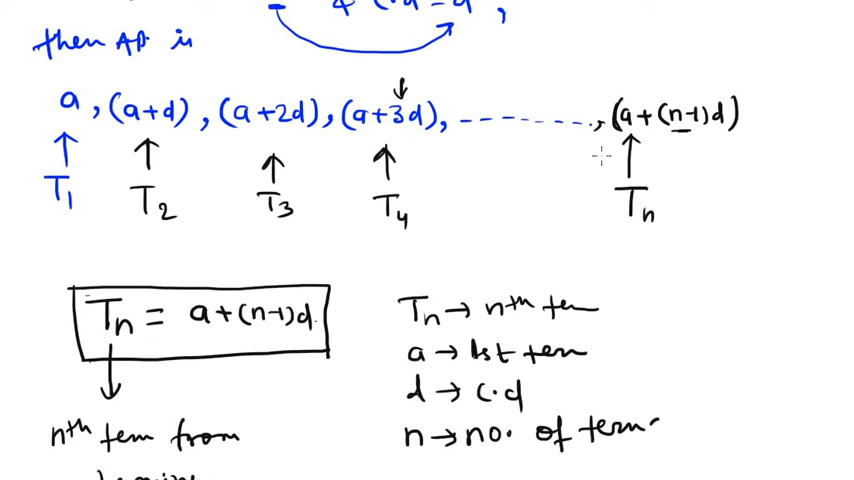 then AP is
a, (a+d), (a+2d), (a+3d), ------------, (a+(n-1)d)
T1 T2 T3 T4 Tn
Tn = a+(n-1)d.
Tn → nth term
a → 1st term
d → c.d
n → no. of terms
nth term from